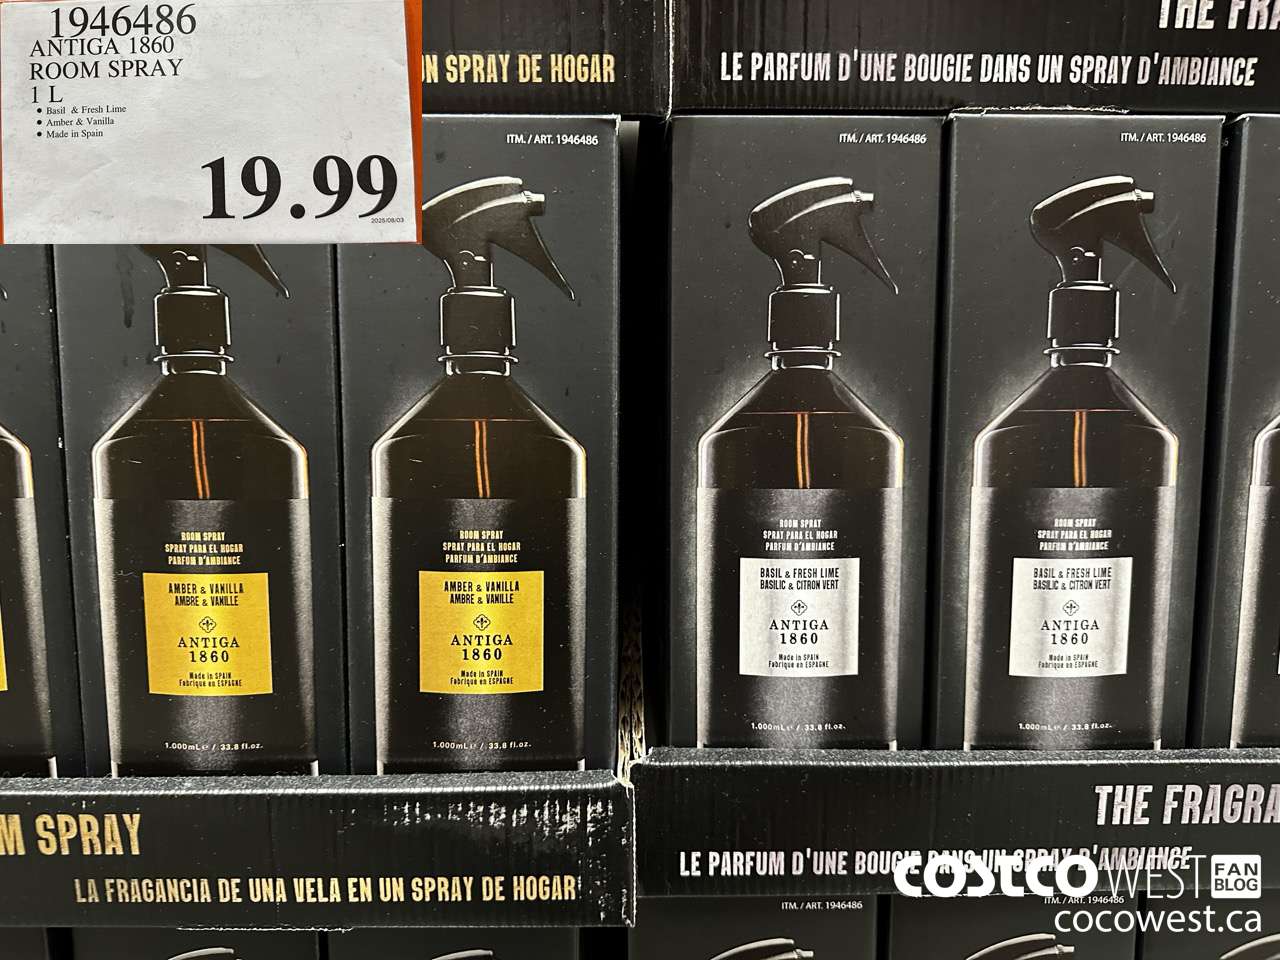 1946486
ANTIGA 1860
ROOM SPRAY
1 L
• Basil & Fresh Lime
• Amber & Vanilla
• Made in Spain
19.99
2025/08/03
N SPRAY DE HOGAR
THE FRA
LE PARFUM D'UNE BOUGIE DANS UN SPRAY D'AMBIANCE
ITM. / ART. 1946486
ITM. / ART. 1946486
ITM. / ART. 1946486
ROOM SPRAY
SPRAY PARA EL HOGAR
PARFUM D'AMBIANCE
AMBER & VANILLA
AMBRE & VANILLE
ANTIGA
1860
Made in SPAIN
Fabriqué en ESPAGNE
1.000mL e / 33.8 fl.oz.
ROOM SPRAY
SPRAY PARA EL HOGAR
PARFUM D'AMBIANCE
AMBER & VANILLA
AMBRE & VANILLE
ANTIGA
1860
Made in SPAIN
Fabriqué en ESPAGNE
1.000mL e / 33.8 fl.oz.
ROOM SPRAY
SPRAY PARA EL HOGAR
PARFUM D'AMBIANCE
BASIL & FRESH LIME
BASILIC & CITRON VERT
ANTIGA
1860
Made in SPAIN
Fabriqué en ESPAGNE
1.000mL e / 33.8 fl.oz.
ROOM SPRAY
SPRAY PARA EL HOGAR
PARFUM D'AMBIANCE
BASIL & FRESH LIME
BASILIC & CITRON VERT
ANTIGA
1860
Made in SPAIN
Fabriqué en ESPAGNE
1.000mL e / 33.8 fl.oz.
M SPRAY
LA FRAGANCIA DE UNA VELA EN UN SPRAY DE HOGAR
THE FRAGRA
LE PARFUM D'UNE BOUGIE DANS UN SPRAY D'AMBIANCE
ITM. / ART. 1946486
ITM. / ART. 1946486
COSTCO WEST FAN BLOG
cocowest.ca